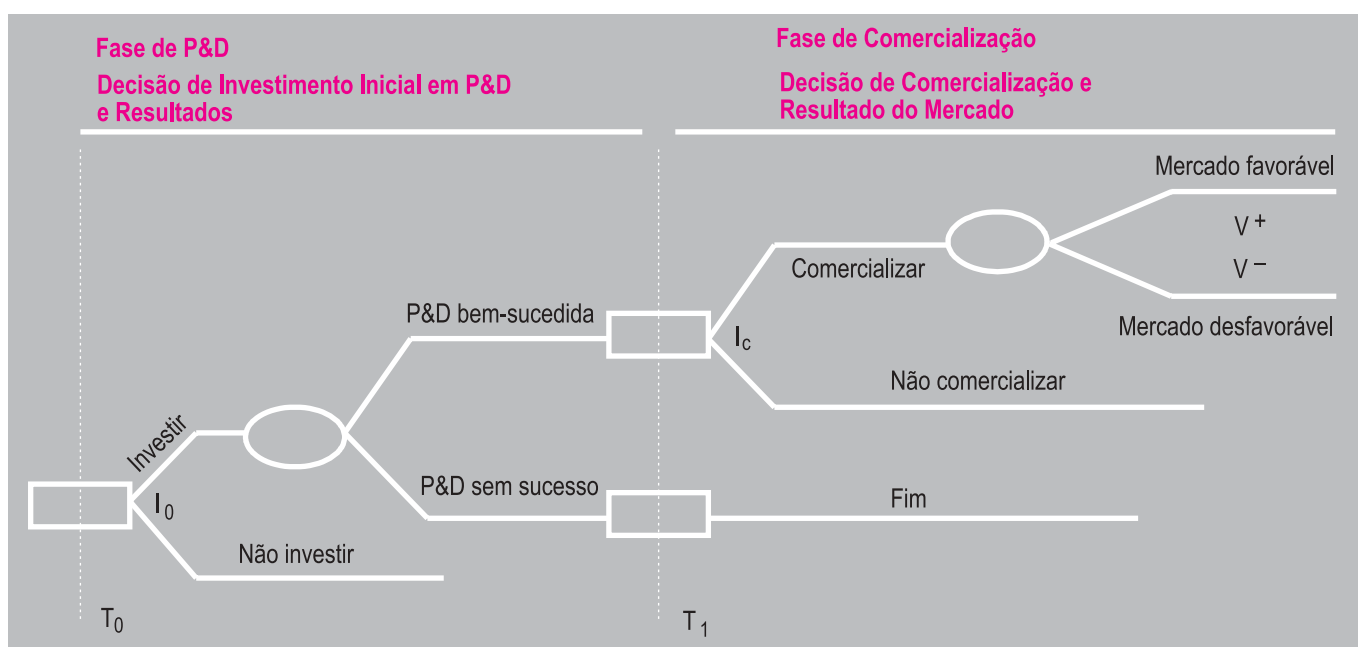 Fase de P&D
Decisão de Investimento Inicial em P&D
e Resultados
Fase de Comercialização
Decisão de Comercialização e
Resultado do Mercado
Mercado favorável
V +
V –
Mercado desfavorável
Comercializar
P&D bem-sucedida
Ic
Não comercializar
Investir
I0
P&D sem sucesso
Fim
Não investir
T0
T1